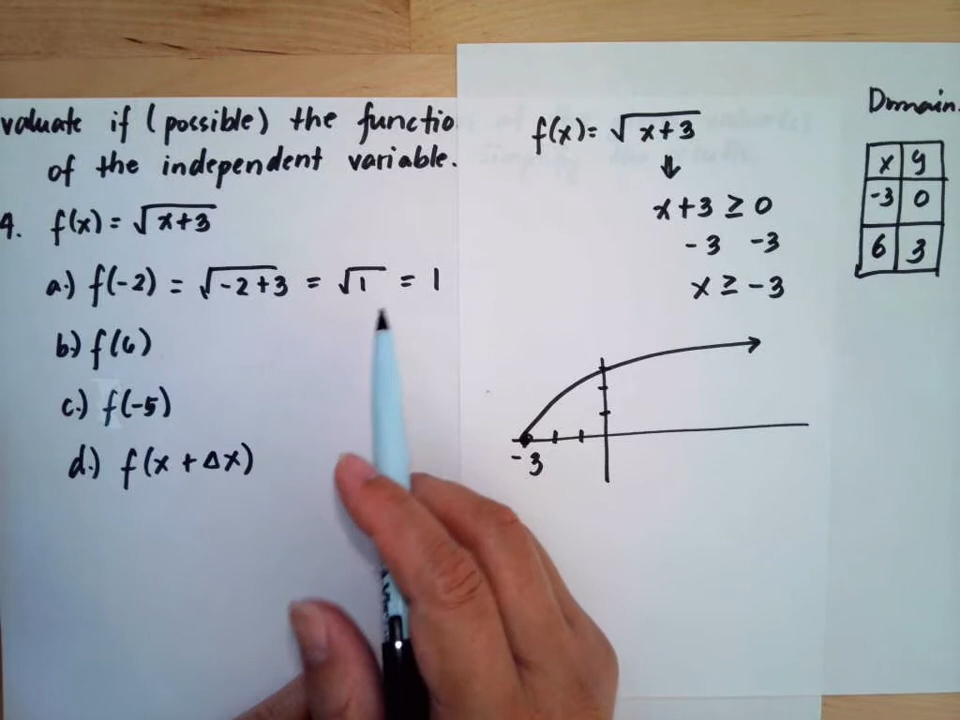 valuate if (possible) the functio
of the independent variable.
4. f(x) = √x+3
a.) f(-2) = √-2+3 = √1 = 1
b.) f(6)
c.) f(-5)
d.) f(x + Δx)
f(x) = √x+3
↓
x+3 ≥ 0
-3 -3
x ≥ -3
-3
Domain.
x y
-3 0
6 3